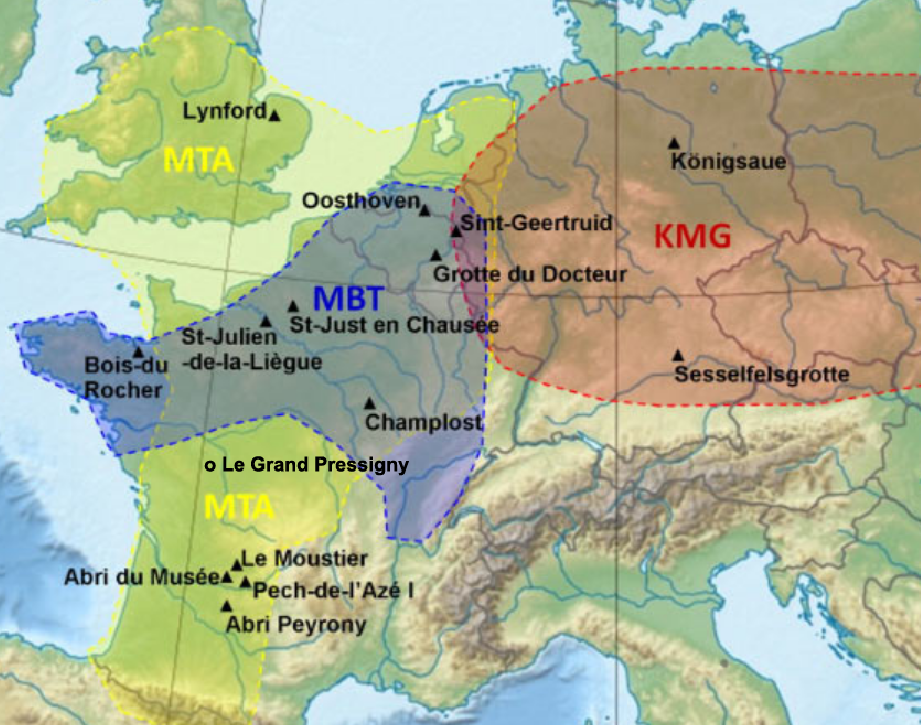 Lynford
MTA
Königsaue
Oosthoven
Sint-Geertruid
KMG
Grotte du Docteur
MBT
St-Just en Chausée
St-Julien
-de-la-Liègue
Bois-du
Rocher
Sesselfelsgrotte
Champlost
o Le Grand Pressigny
MTA
Le Moustier
Abri du Musée
Pech-de-l'Azé I
Abri Peyrony